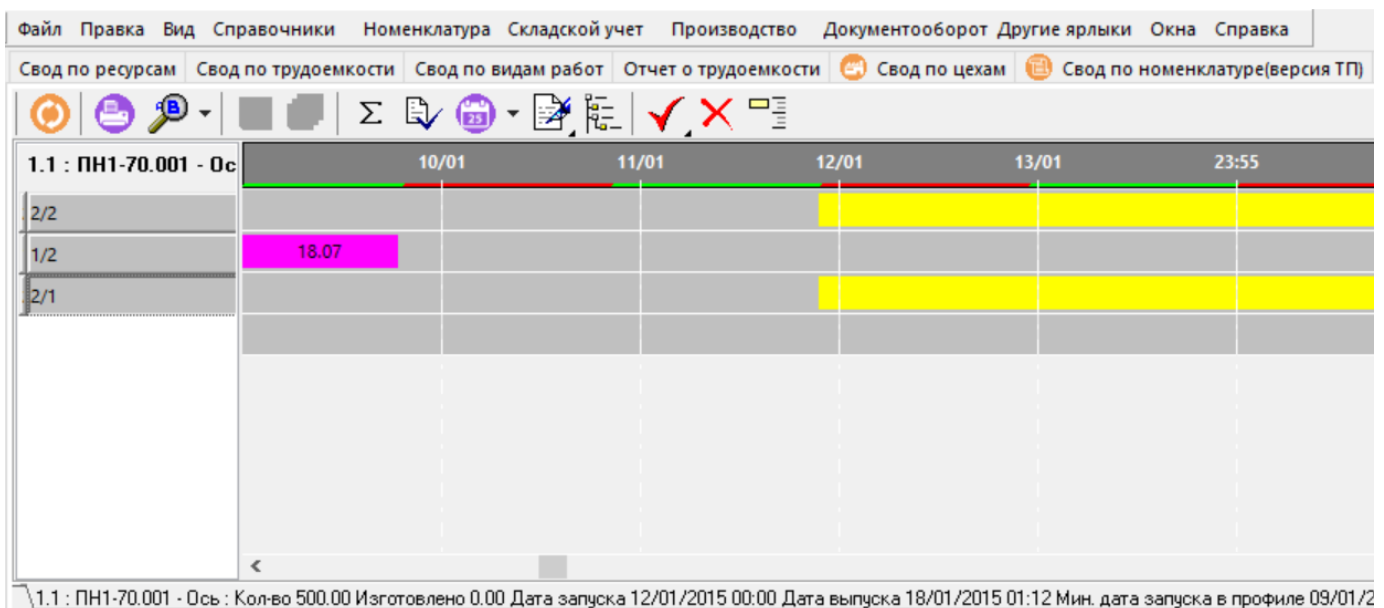 Файл Правка Вид Справочники Номенклатура Складской учет Производство Документооборот Другие ярлыки Окна Справка
Свод по ресурсам Свод по трудоемкости Свод по видам работ Отчет о трудоемкости Свод по цехам Свод по номенклатуре(версия ТП)
B Σ 25
1.1 : ПН1-70.001 - Ос 10/01 11/01 12/01 13/01 23:55
2/2
1/2 18.07
2/1
1.1 : ПН1-70.001 - Ось : Кол-во 500.00 Изготовлено 0.00 Дата запуска 12/01/2015 00:00 Дата выпуска 18/01/2015 01:12 Мин. дата запуска в профиле 09/01/2